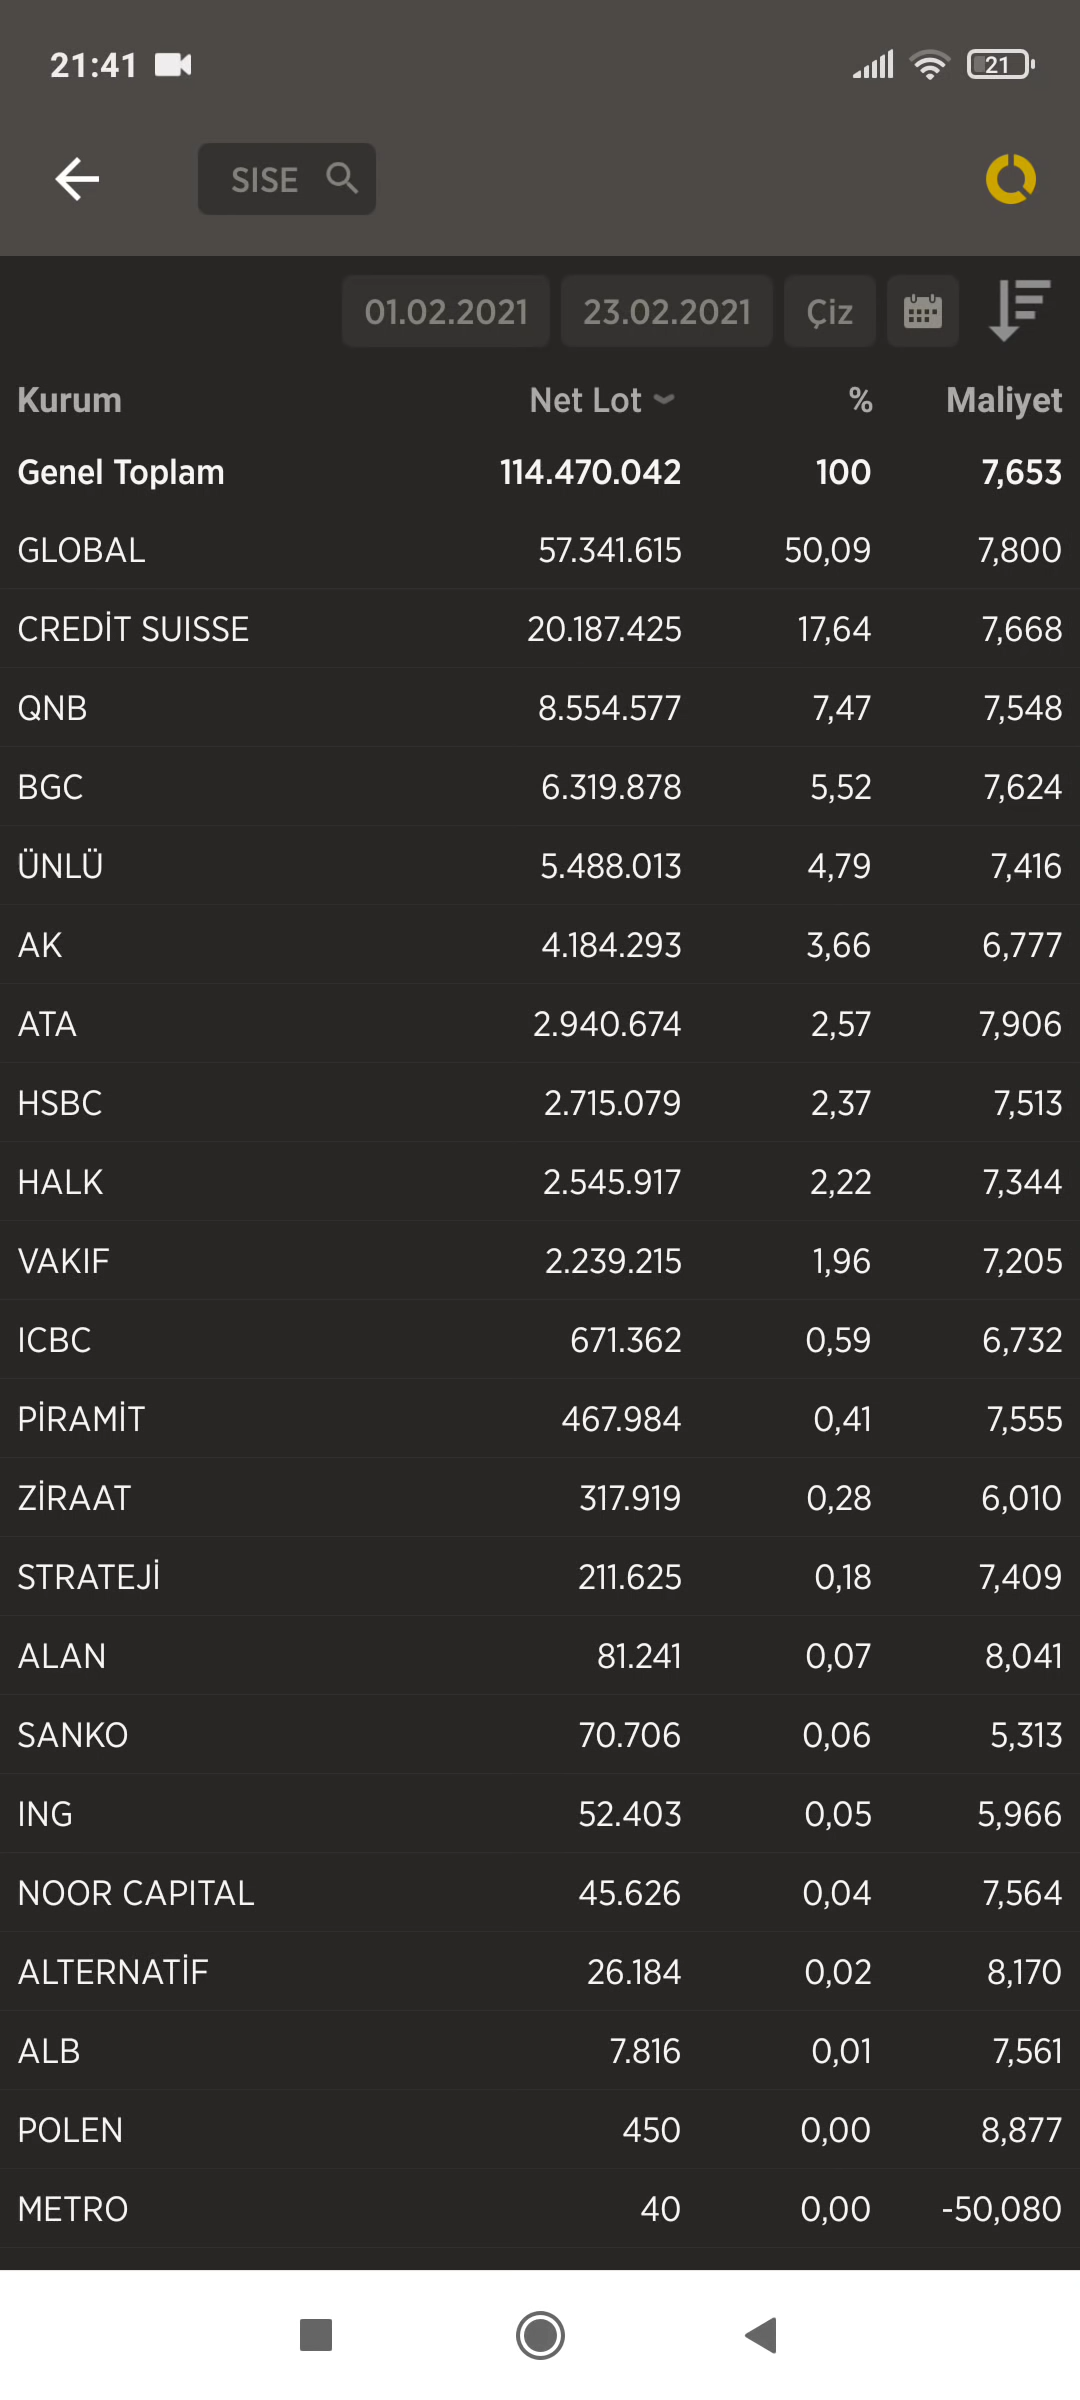 21:41 21
SISE
01.02.2021 23.02.2021 Çiz
Kurum Net Lot % Maliyet
Genel Toplam 114.470.042 100 7,653
GLOBAL 57.341.615 50,09 7,800
CREDİT SUISSE 20.187.425 17,64 7,668
QNB 8.554.577 7,47 7,548
BGC 6.319.878 5,52 7,624
ÜNLÜ 5.488.013 4,79 7,416
AK 4.184.293 3,66 6,777
ATA 2.940.674 2,57 7,906
HSBC 2.715.079 2,37 7,513
HALK 2.545.917 2,22 7,344
VAKIF 2.239.215 1,96 7,205
ICBC 671.362 0,59 6,732
PİRAMİT 467.984 0,41 7,555
ZİRAAT 317.919 0,28 6,010
STRATEJİ 211.625 0,18 7,409
ALAN 81.241 0,07 8,041
SANKO 70.706 0,06 5,313
ING 52.403 0,05 5,966
NOOR CAPITAL 45.626 0,04 7,564
ALTERNATİF 26.184 0,02 8,170
ALB 7.816 0,01 7,561
POLEN 450 0,00 8,877
METRO 40 0,00 -50,080